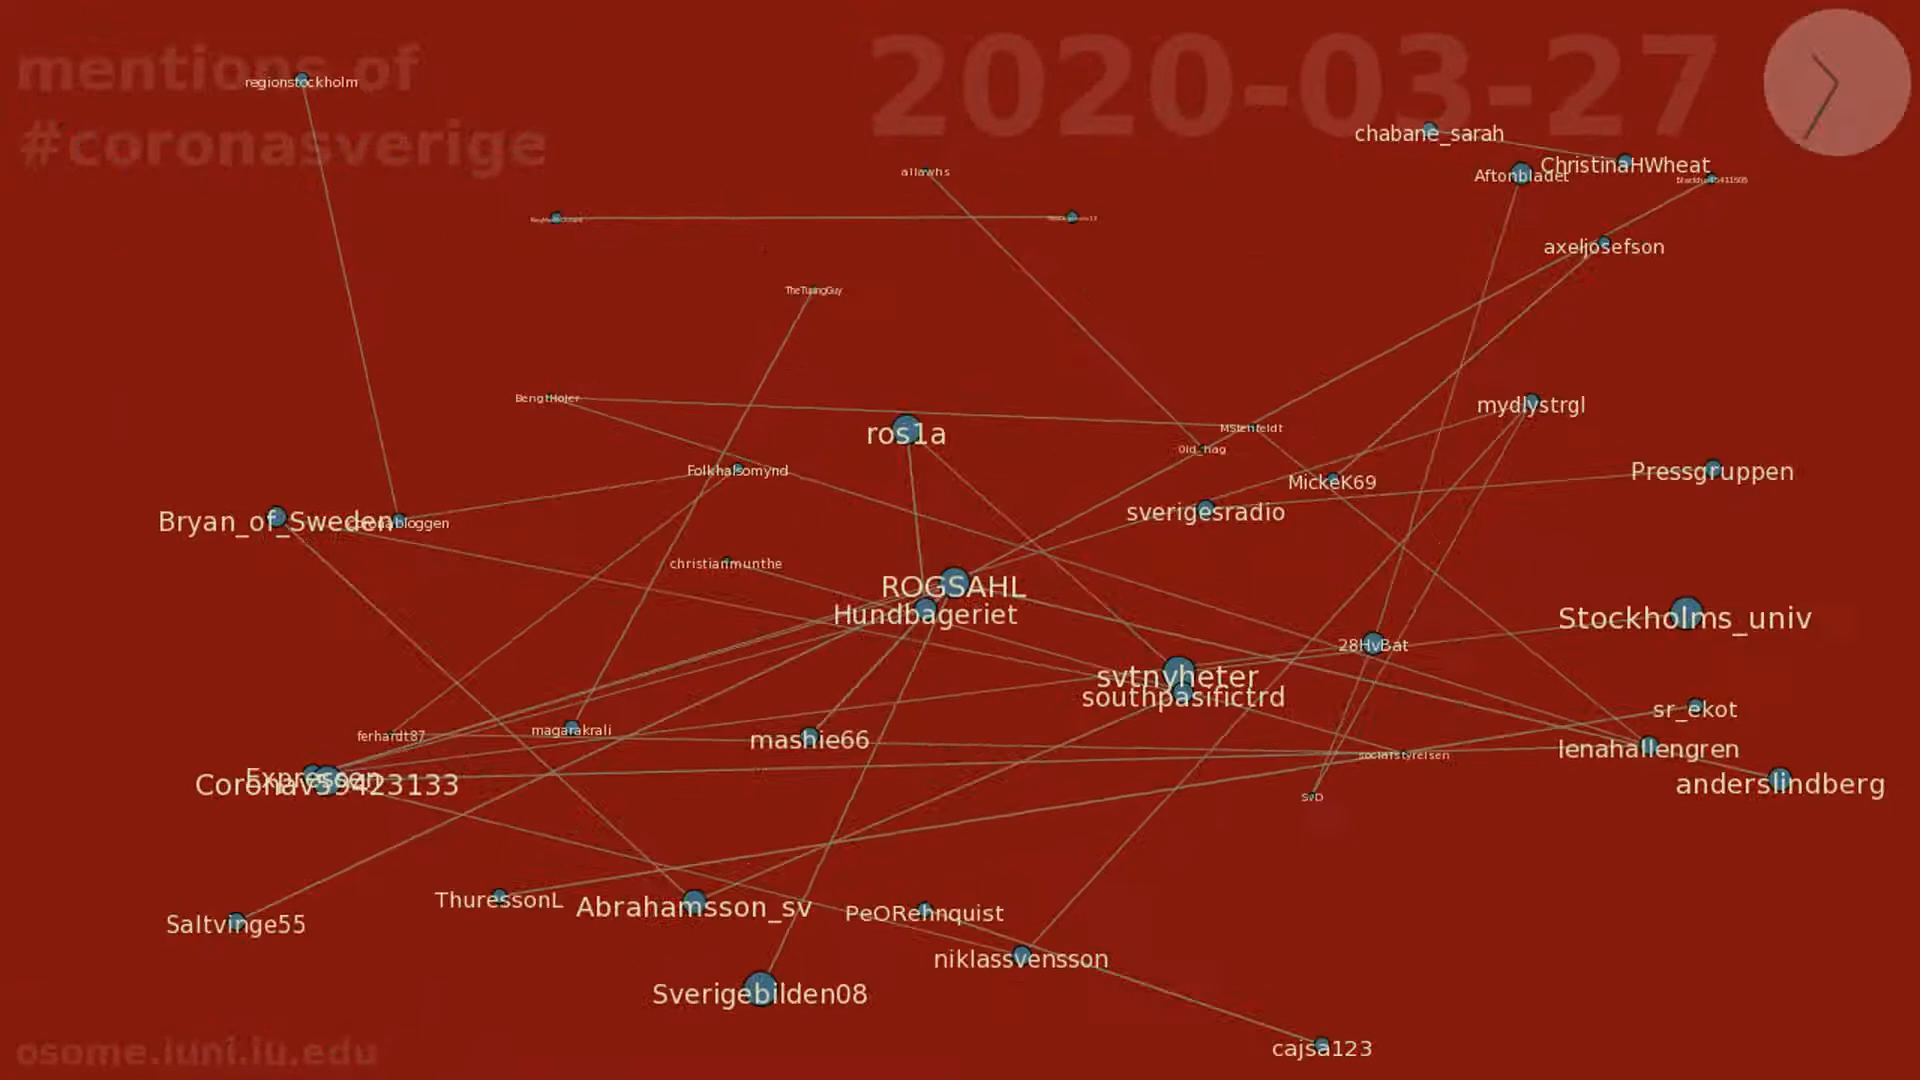 mentions of
#coronasverige
2020-03-27
regionstockholm
chabane_sarah
ChristinaHWheat
Aftonbladet
allawhs
axeljosefson
TheTuringGuy
BengtHoler
mydlystrgl
MStenfeldt
ros1a
Old_hag
Folkhalsomynd
Pressgruppen
MickeK69
sverigesradio
Bryan_of_Sweden
christianmunthe
ROGSAHL
Hundbageriet
Stockholms_univ
28HvBat
svtnyheter
southpasifictrd
sr_ekot
ferhardt87
magarakrali
mashie66
lenahallengren
socialstyrelsen
Expressen
Coronav39423133
anderslindberg
SvD
ThuressonL
Abrahamsson_sv
PeORehnquist
Saltvinge55
niklassvensson
Sverigebilden08
cajsa123
osome.iuni.iu.edu